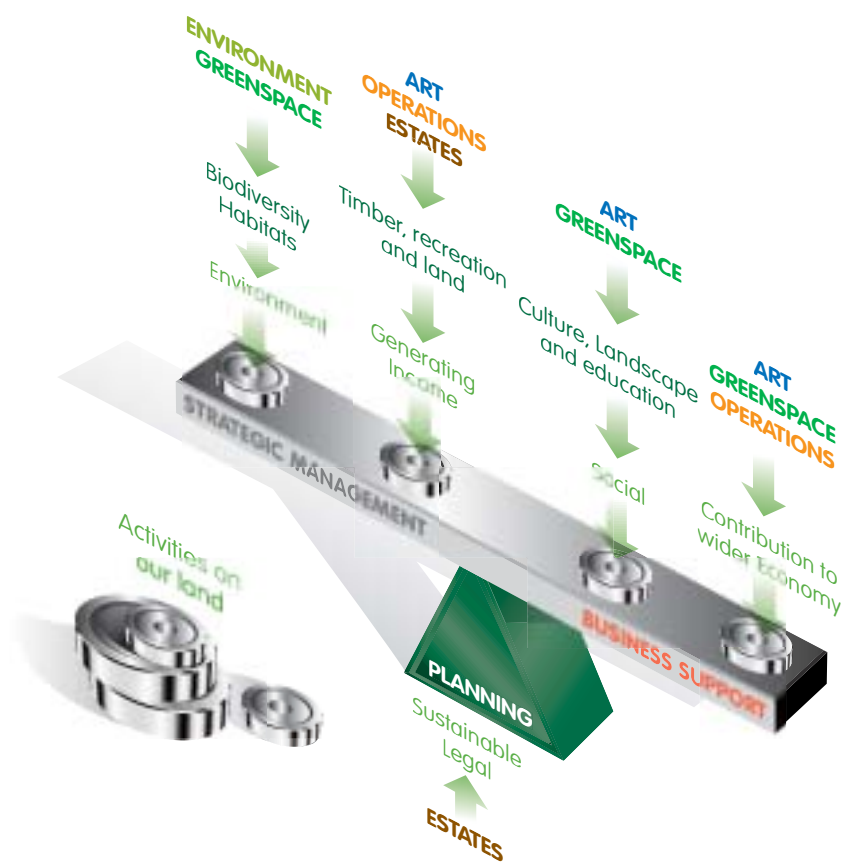 ENVIRONMENT
GREENSPACE
Biodiversity
Habitats
Environment
ART
OPERATIONS
ESTATES
Timber, recreation
and land
Generating
Income
ART
GREENSPACE
Culture, Landscape
and education
Social
ART
GREENSPACE
OPERATIONS
Contribution to
wider Economy
STRATEGIC MANAGEMENT
BUSINESS SUPPORT
Activities on
our land
PLANNING
Sustainable
Legal
ESTATES